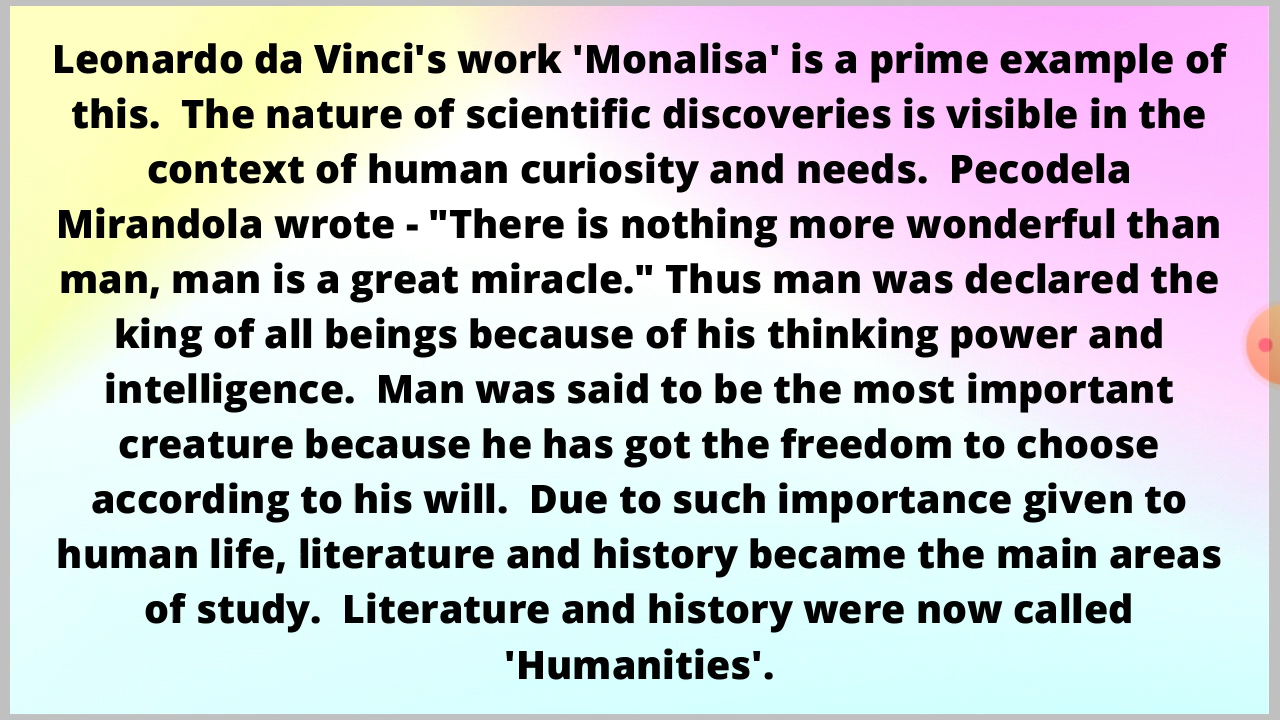 Leonardo da Vinci's work 'Monalisa' is a prime example of
this.  The nature of scientific discoveries is visible in the
context of human curiosity and needs.  Pecodela
Mirandola wrote - "There is nothing more wonderful than
man, man is a great miracle." Thus man was declared the
king of all beings because of his thinking power and
intelligence.  Man was said to be the most important
creature because he has got the freedom to choose
according to his will.  Due to such importance given to
human life, literature and history became the main areas
of study.  Literature and history were now called
'Humanities'.